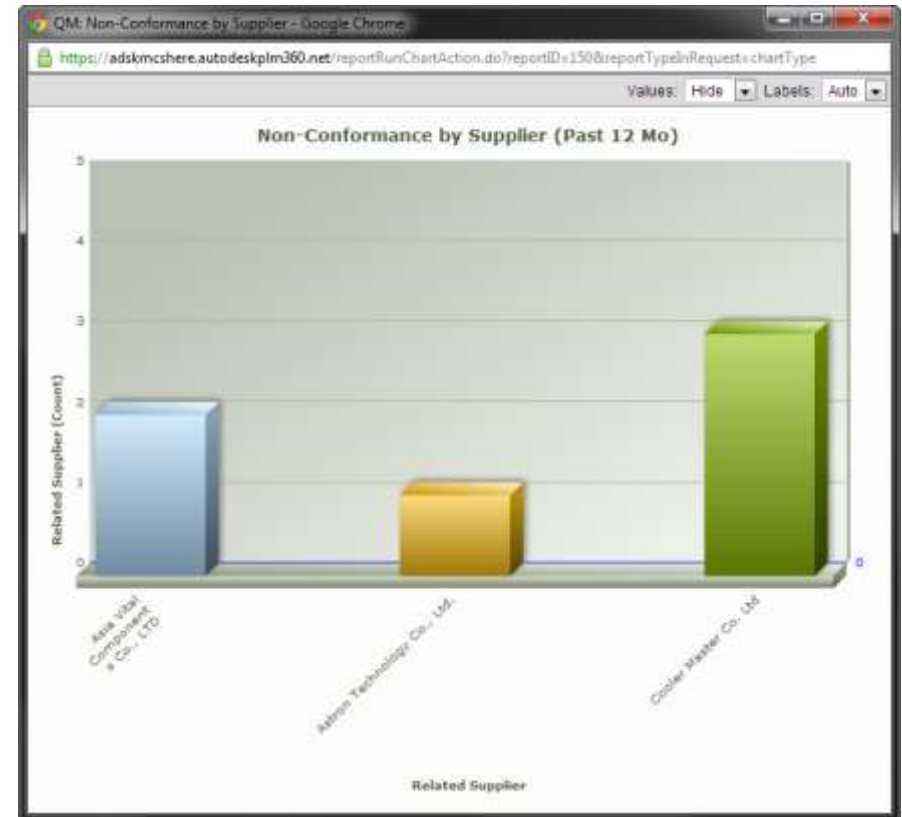 QM: Non-Conformance by Supplier - Google Chrome
https://adskmcshere.autodeskplm360.net/reportRunChartAction.do?reportID=150&reportTypeInRequest=chartType
Values: Hide Labels: Auto
Non-Conformance by Supplier (Past 12 Mo)
5
4
3
2
1
0
0
Related Supplier (Count)
Asia Vital
Component
s Co., LTD
Astron Technology Co., Ltd.
Cooler Master Co. Ltd
Related Supplier